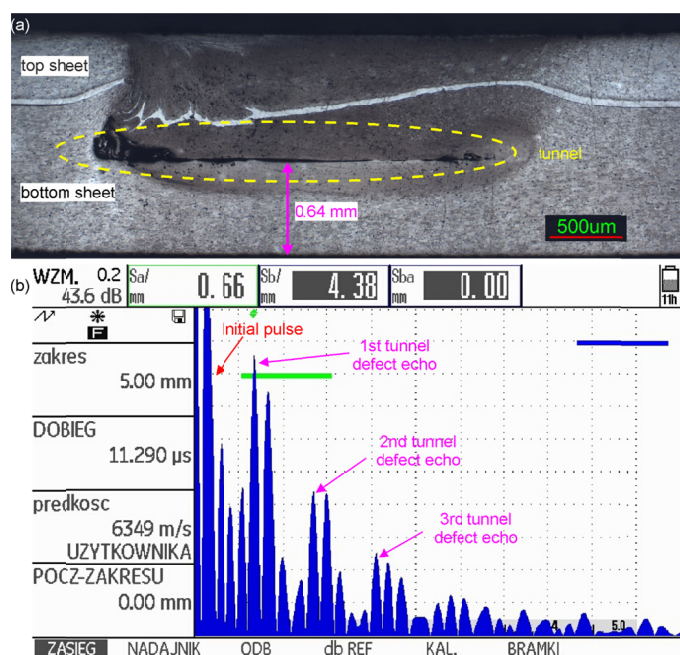 (a)
top sheet
tunnel
bottom sheet
0.64 mm
500um
(b)
WZM. 0.2
43.6 dB
Sa/
mm
0.66
Sb/
mm
4.38
Sba
mm
0.00
11h
F
Initial pulse
1st tunnel
defect echo
zakres
5.00 mm
2nd tunnel
defect echo
DOBIEG
11.290 µs
3rd tunnel
defect echo
predkosc
6349 m/s
UZYTKOWNIKA
POCZ-ZAKRESU
0.00 mm
4. 5.0
ZASIEG NADAJNIK ODB db REF KAL. BRAMKI